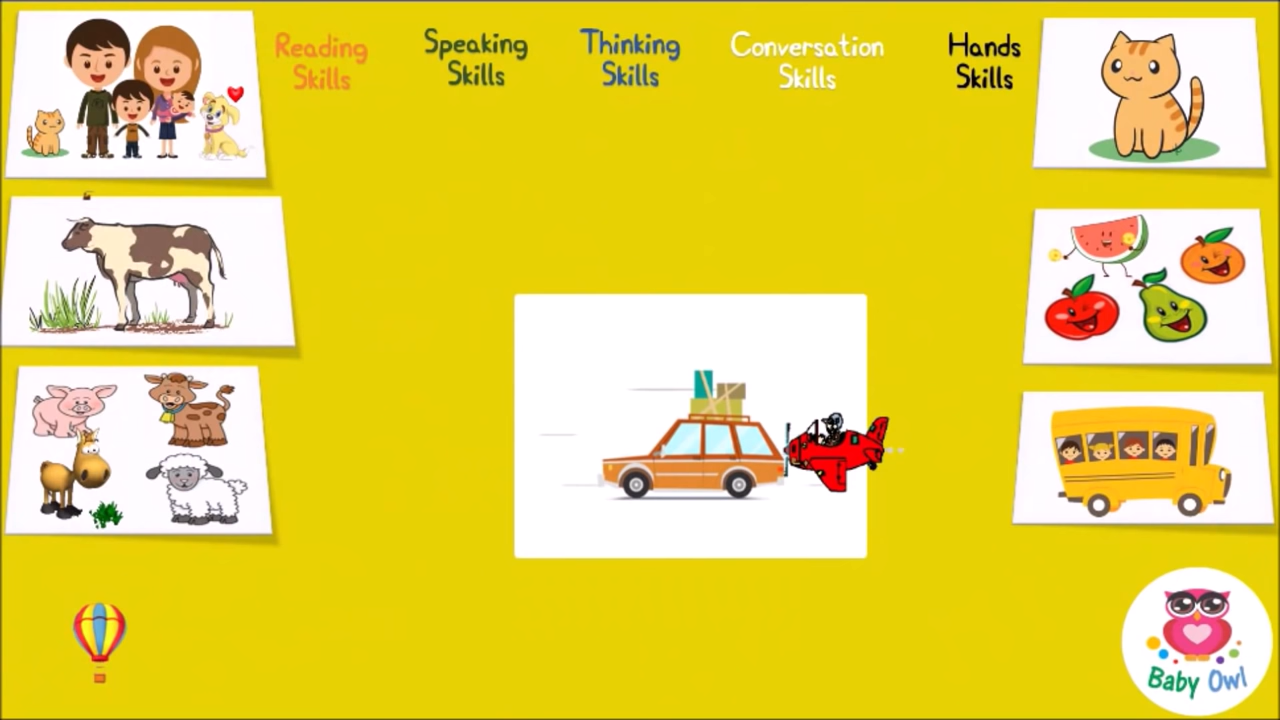 Reading
Skills
Speaking
Skills
Thinking
Skills
Conversation
Skills
Hands
Skills
Baby Owl